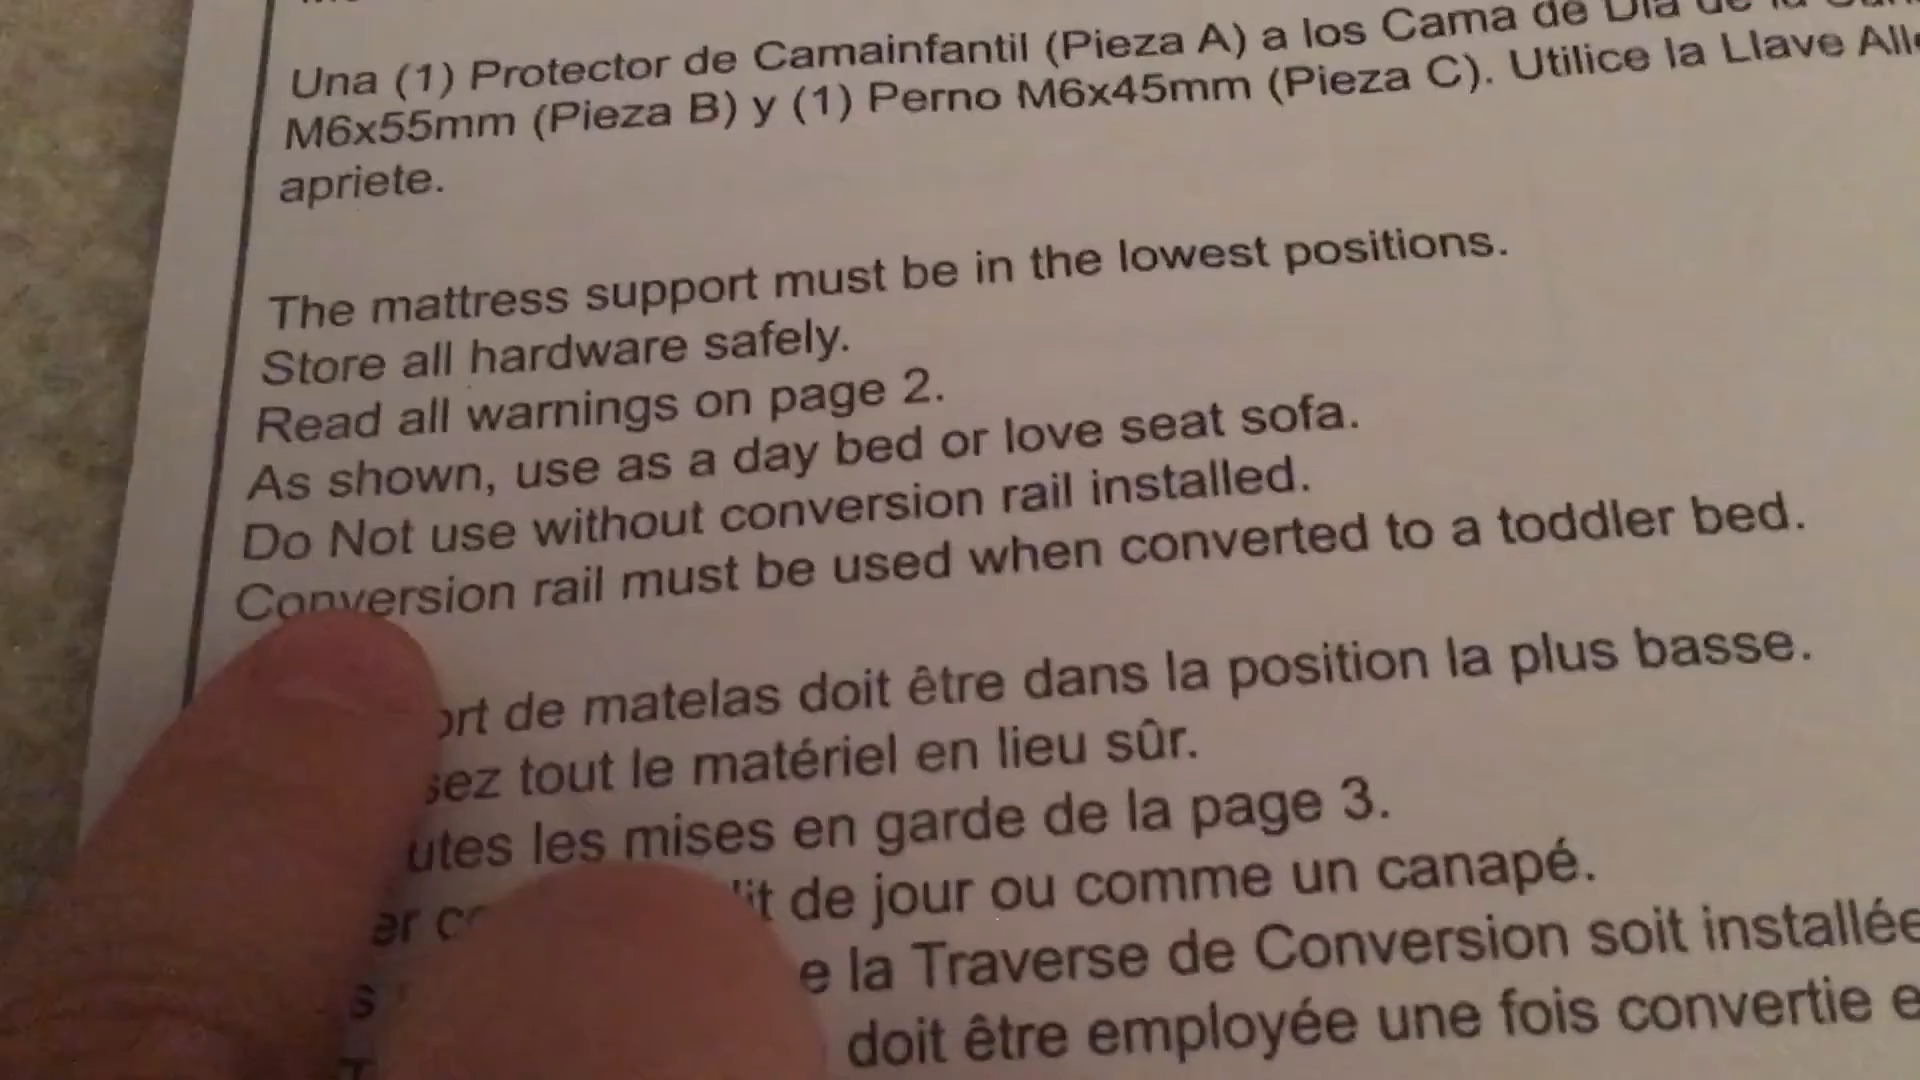 Una (1) Protector de Camainfantil (Pieza A) a los Cama de Día de la
M6x55mm (Pieza B) y (1) Perno M6x45mm (Pieza C). Utilice la Llave
apriete.
The mattress support must be in the lowest positions.
Store all hardware safely.
Read all warnings on page 2.
As shown, use as a day bed or love seat sofa.
Do Not use without conversion rail installed.
Conversion rail must be used when converted to a toddler bed.
de matelas doit être dans la position la plus basse.
tout le matériel en lieu sûr.
les mises en garde de la page 3.
de jour ou comme un canapé.
la Traverse de Conversion soit installée
doit être employée une fois convertie